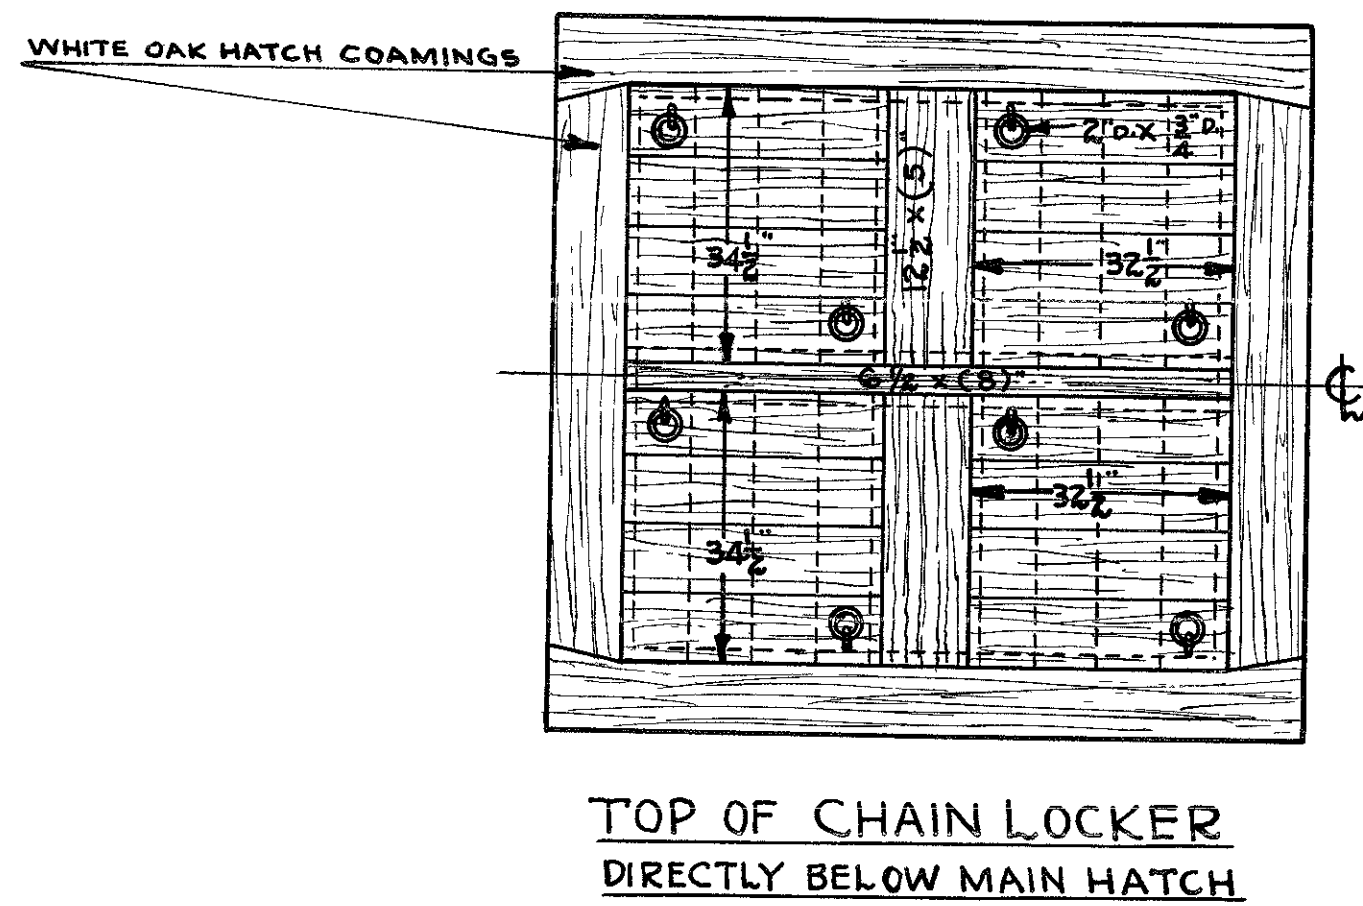 WHITE OAK HATCH COAMINGS
2" D. X 3/4" D.
12 1/2" X (5)"
34 1/2"
32 1/2"
6 1/2 X (8)"
℄
32 1/2"
34 1/2"
TOP OF CHAIN LOCKER
DIRECTLY BELOW MAIN HATCH